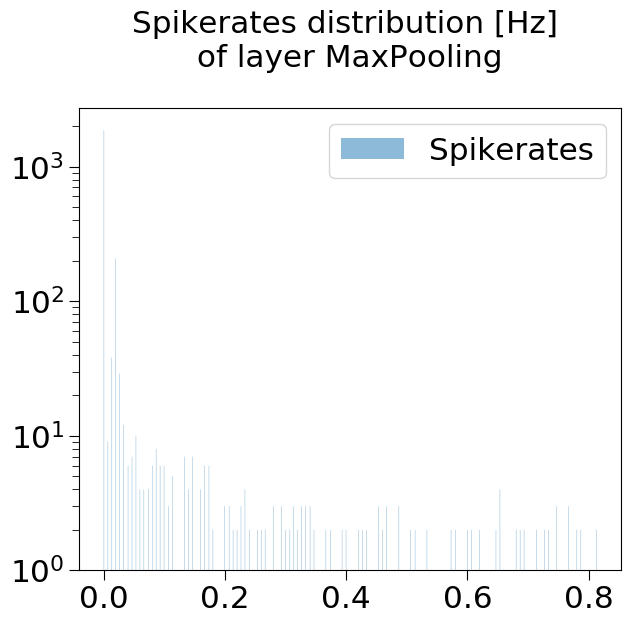 Spikerates distribution [Hz]
of layer MaxPooling
Spikerates
10³
10²
10¹
10⁰
0.0 0.2 0.4 0.6 0.8